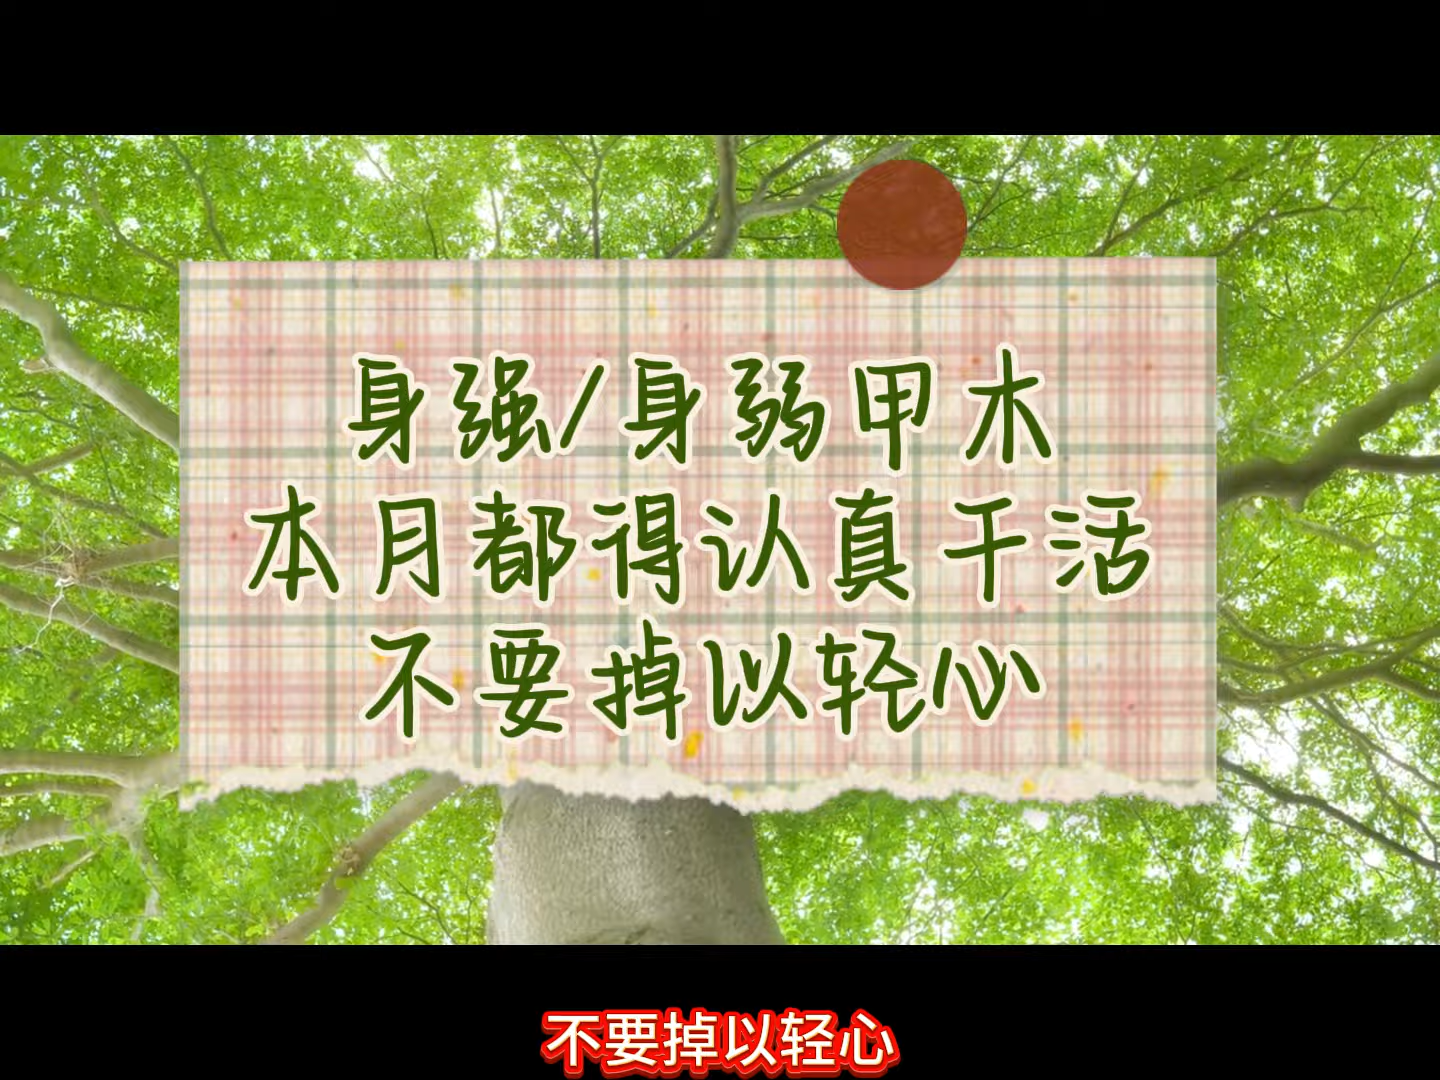 身强/身弱甲木
本月都得认真干活
不要掉以轻心
不要掉以轻心